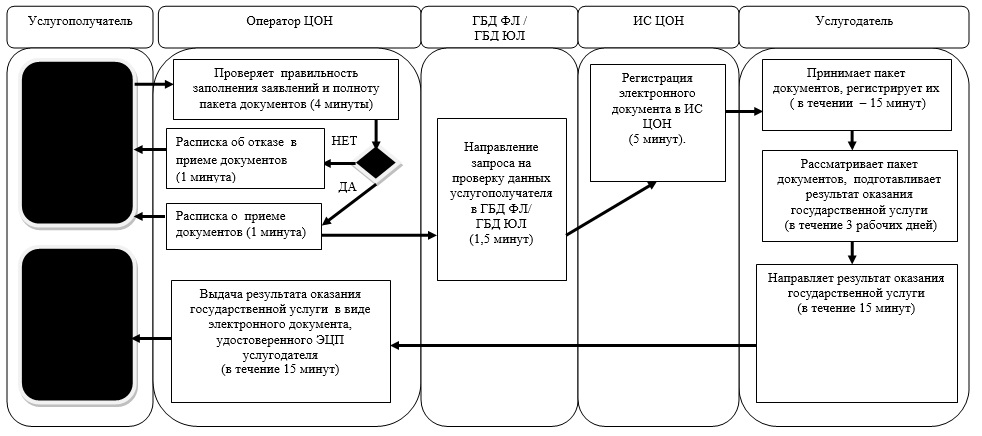 Услугополучатель
Оператор ЦОН
ГБД ФЛ /
ГБД ЮЛ
ИС ЦОН
Услугодатель
Проверяет правильность
заполнения заявлений и полноту
пакета документов (4 минуты)
НЕТ
Расписка об отказе в
приеме документов
(1 минута)
ДА
Расписка о приеме
документов (1 минута)
Направление
запроса на
проверку данных
услугополучателя
в ГБД ФЛ/
ГБД ЮЛ
(1,5 минут)
Регистрация
электронного
документа в ИС
ЦОН
(5 минут).
Принимает пакет
документов, регистрирует их
( в течении – 15 минут)
Рассматривает пакет
документов, подготавливает
результат оказания
государственной услуги
(в течение 3 рабочих дней)
Направляет результат оказания
государственной услуги
(в течение 15 минут)
Выдача результата оказания
государственной услуги в виде
электронного документа,
удостоверенного ЭЦП
услугодателя
(в течение 15 минут)